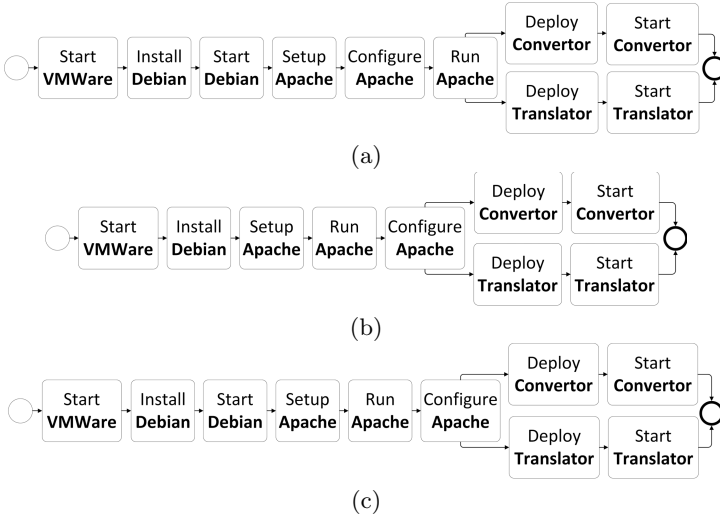 Start
VMWare
Install
Debian
Start
Debian
Setup
Apache
Configure
Apache
Run
Apache
Deploy
Convertor
Start
Convertor
Deploy
Translator
Start
Translator
(a)
Start
VMWare
Install
Debian
Setup
Apache
Run
Apache
Configure
Apache
Deploy
Convertor
Start
Convertor
Deploy
Translator
Start
Translator
(b)
Start
VMWare
Install
Debian
Start
Debian
Setup
Apache
Run
Apache
Configure
Apache
Deploy
Convertor
Start
Convertor
Deploy
Translator
Start
Translator
(c)